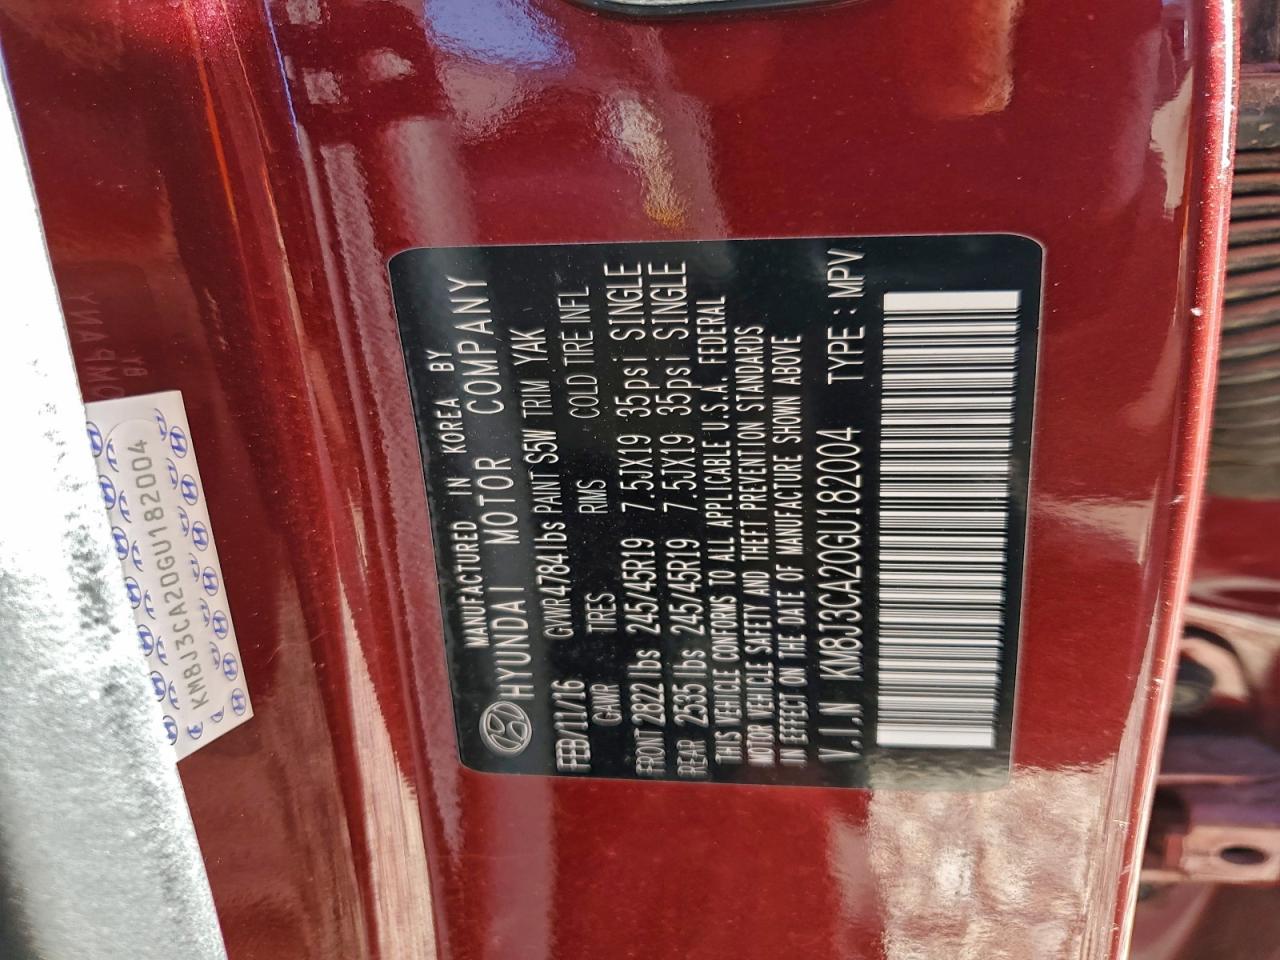 MANUFACTURED IN KOREA BY
HYUNDAI MOTOR COMPANY
FEB/11/16 GVWR 4784 lbs PAINT S5W TRIM YAK
GAWR TIRES RIMS COLD TIRE INFL
FRONT 2822 lbs 245/45R19 7.5JX19 35psi SINGLE
REAR 2535 lbs 245/45R19 7.5JX19 35psi SINGLE
THIS VEHICLE CONFORMS TO ALL APPLICABLE U.S.A. FEDERAL
MOTOR VEHICLE SAFETY AND THEFT PREVENTION STANDARDS
IN EFFECT ON THE DATE OF MANUFACTURE SHOWN ABOVE
V.I.N KM8J3CA20GU182004 TYPE : MPV
KM8J3CA20GU182004